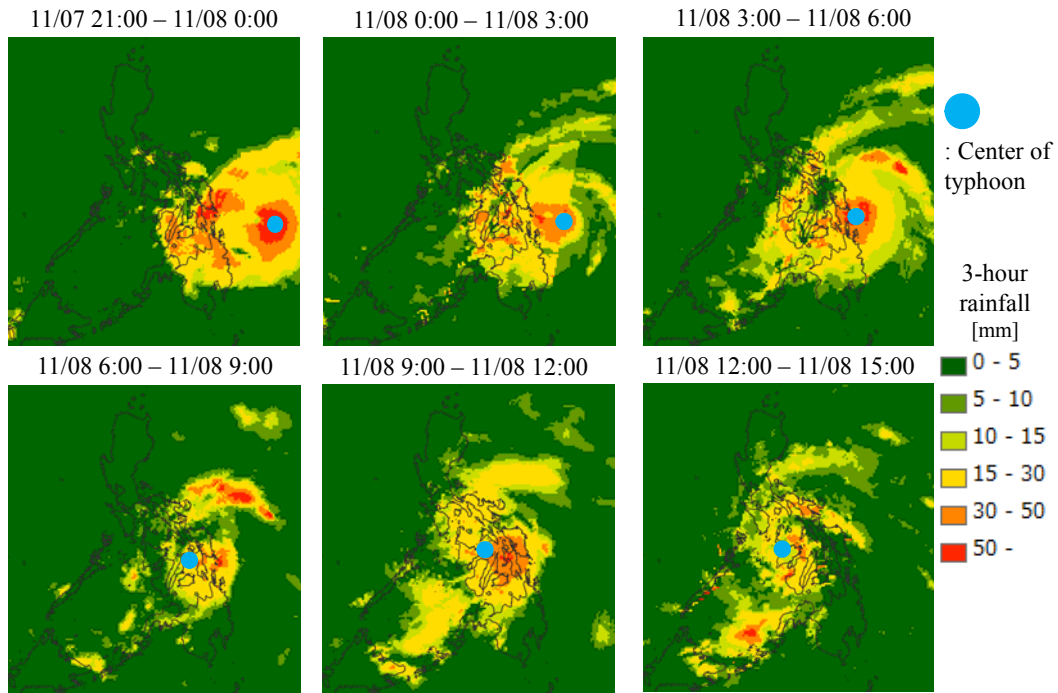 11/07 21:00 – 11/08 0:00
11/08 0:00 – 11/08 3:00
11/08 3:00 – 11/08 6:00
: Center of
typhoon
3-hour
rainfall
[mm]
0 - 5
5 - 10
10 - 15
15 - 30
30 - 50
50 -
11/08 6:00 – 11/08 9:00
11/08 9:00 – 11/08 12:00
11/08 12:00 – 11/08 15:00